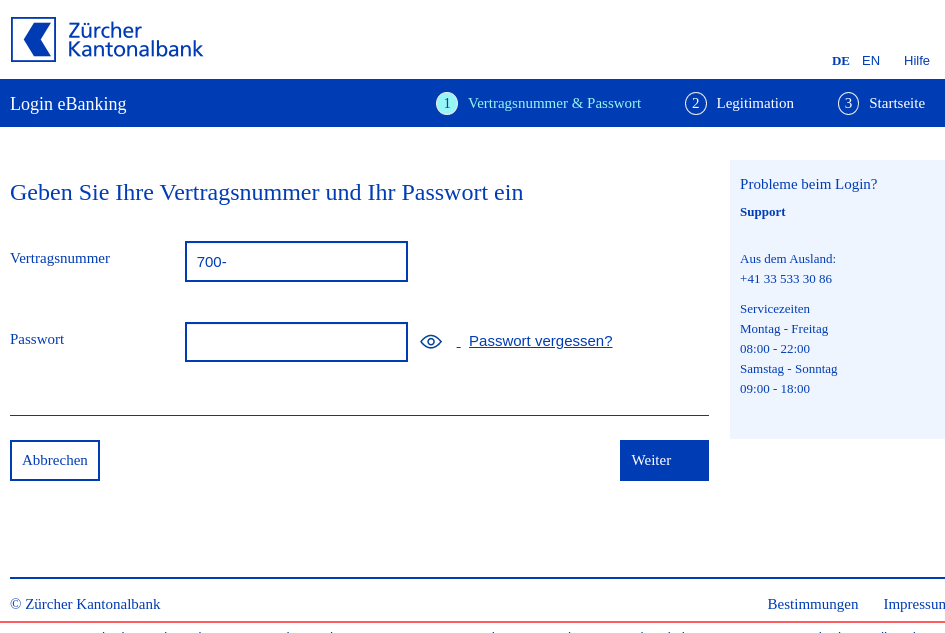 Zürcher
Kantonalbank
DE EN Hilfe
Login eBanking
1 Vertragsnummer & Passwort 2 Legitimation 3 Startseite
Geben Sie Ihre Vertragsnummer und Ihr Passwort ein
Vertragsnummer 700-
Passwort Passwort vergessen?
Abbrechen Weiter
Probleme beim Login?
Support
Aus dem Ausland:
+41 33 533 30 86
Servicezeiten
Montag - Freitag
08:00 - 22:00
Samstag - Sonntag
09:00 - 18:00
© Zürcher Kantonalbank Bestimmungen